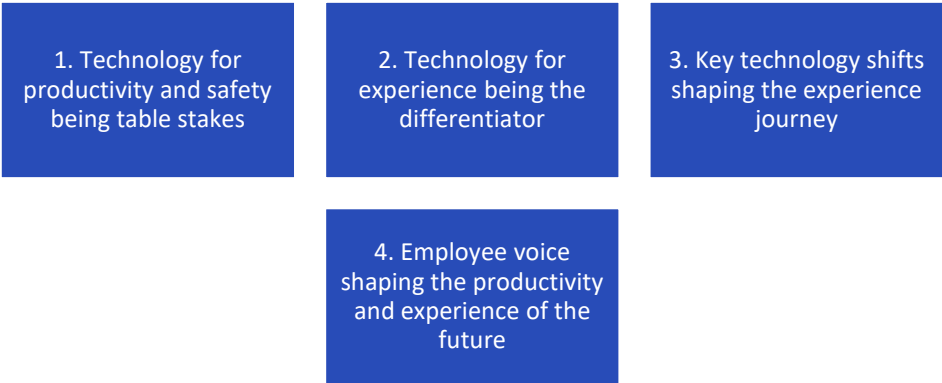 1. Technology for
productivity and safety
being table stakes
2. Technology for
experience being the
differentiator
3. Key technology shifts
shaping the experience
journey
4. Employee voice
shaping the productivity
and experience of the
future